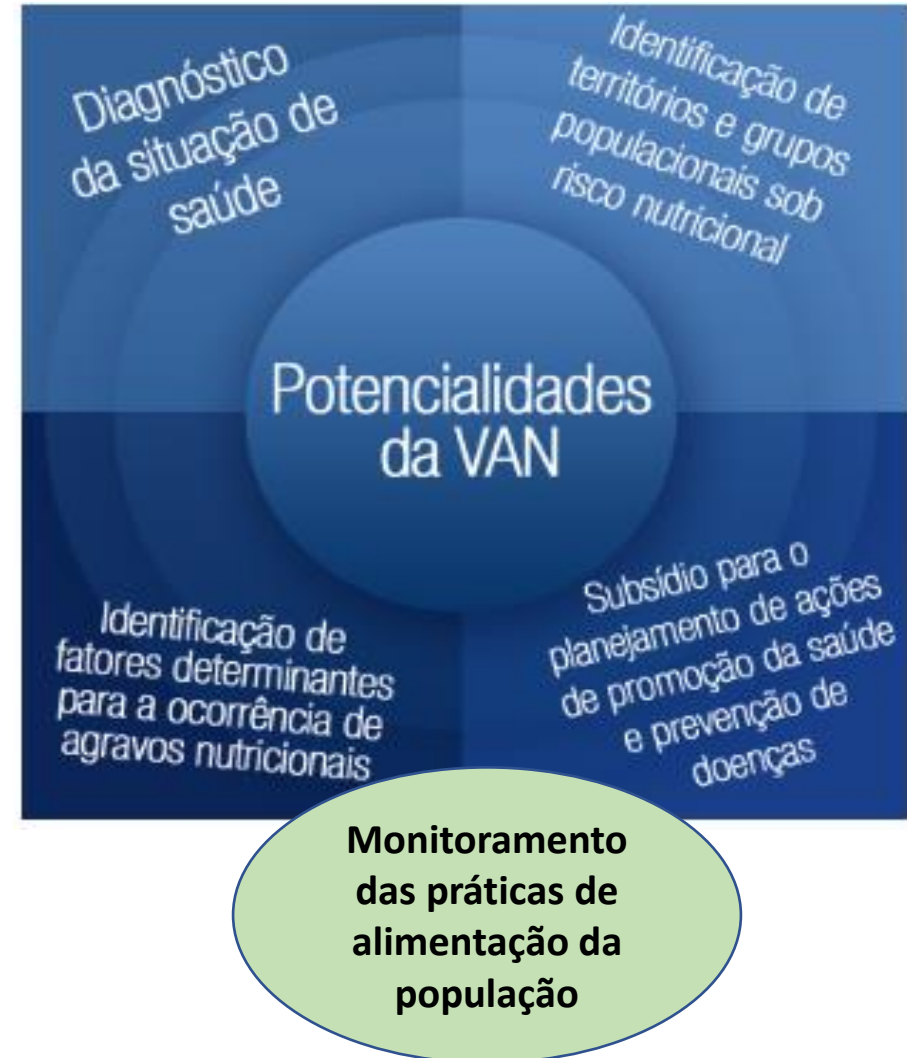 Diagnóstico
da situação de
saúde
Identificação de
territórios e grupos
populacionais sob
risco nutricional
Potencialidades
da VAN
Identificação de
fatores determinantes
para a ocorrência de
agravos nutricionais
Subsídio para o
planejamento de ações
de promoção da saúde
e prevenção de
doenças
Monitoramento
das práticas de
alimentação da
população